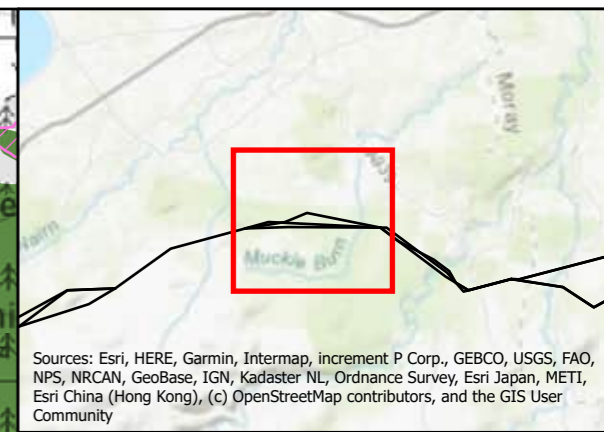 Moray
A939
Nairn
Muckle Burn
Sources: Esri, HERE, Garmin, Intermap, increment P Corp., GEBCO, USGS, FAO,
NPS, NRCAN, GeoBase, IGN, Kadaster NL, Ordnance Survey, Esri Japan, METI,
Esri China (Hong Kong), (c) OpenStreetMap contributors, and the GIS User
Community